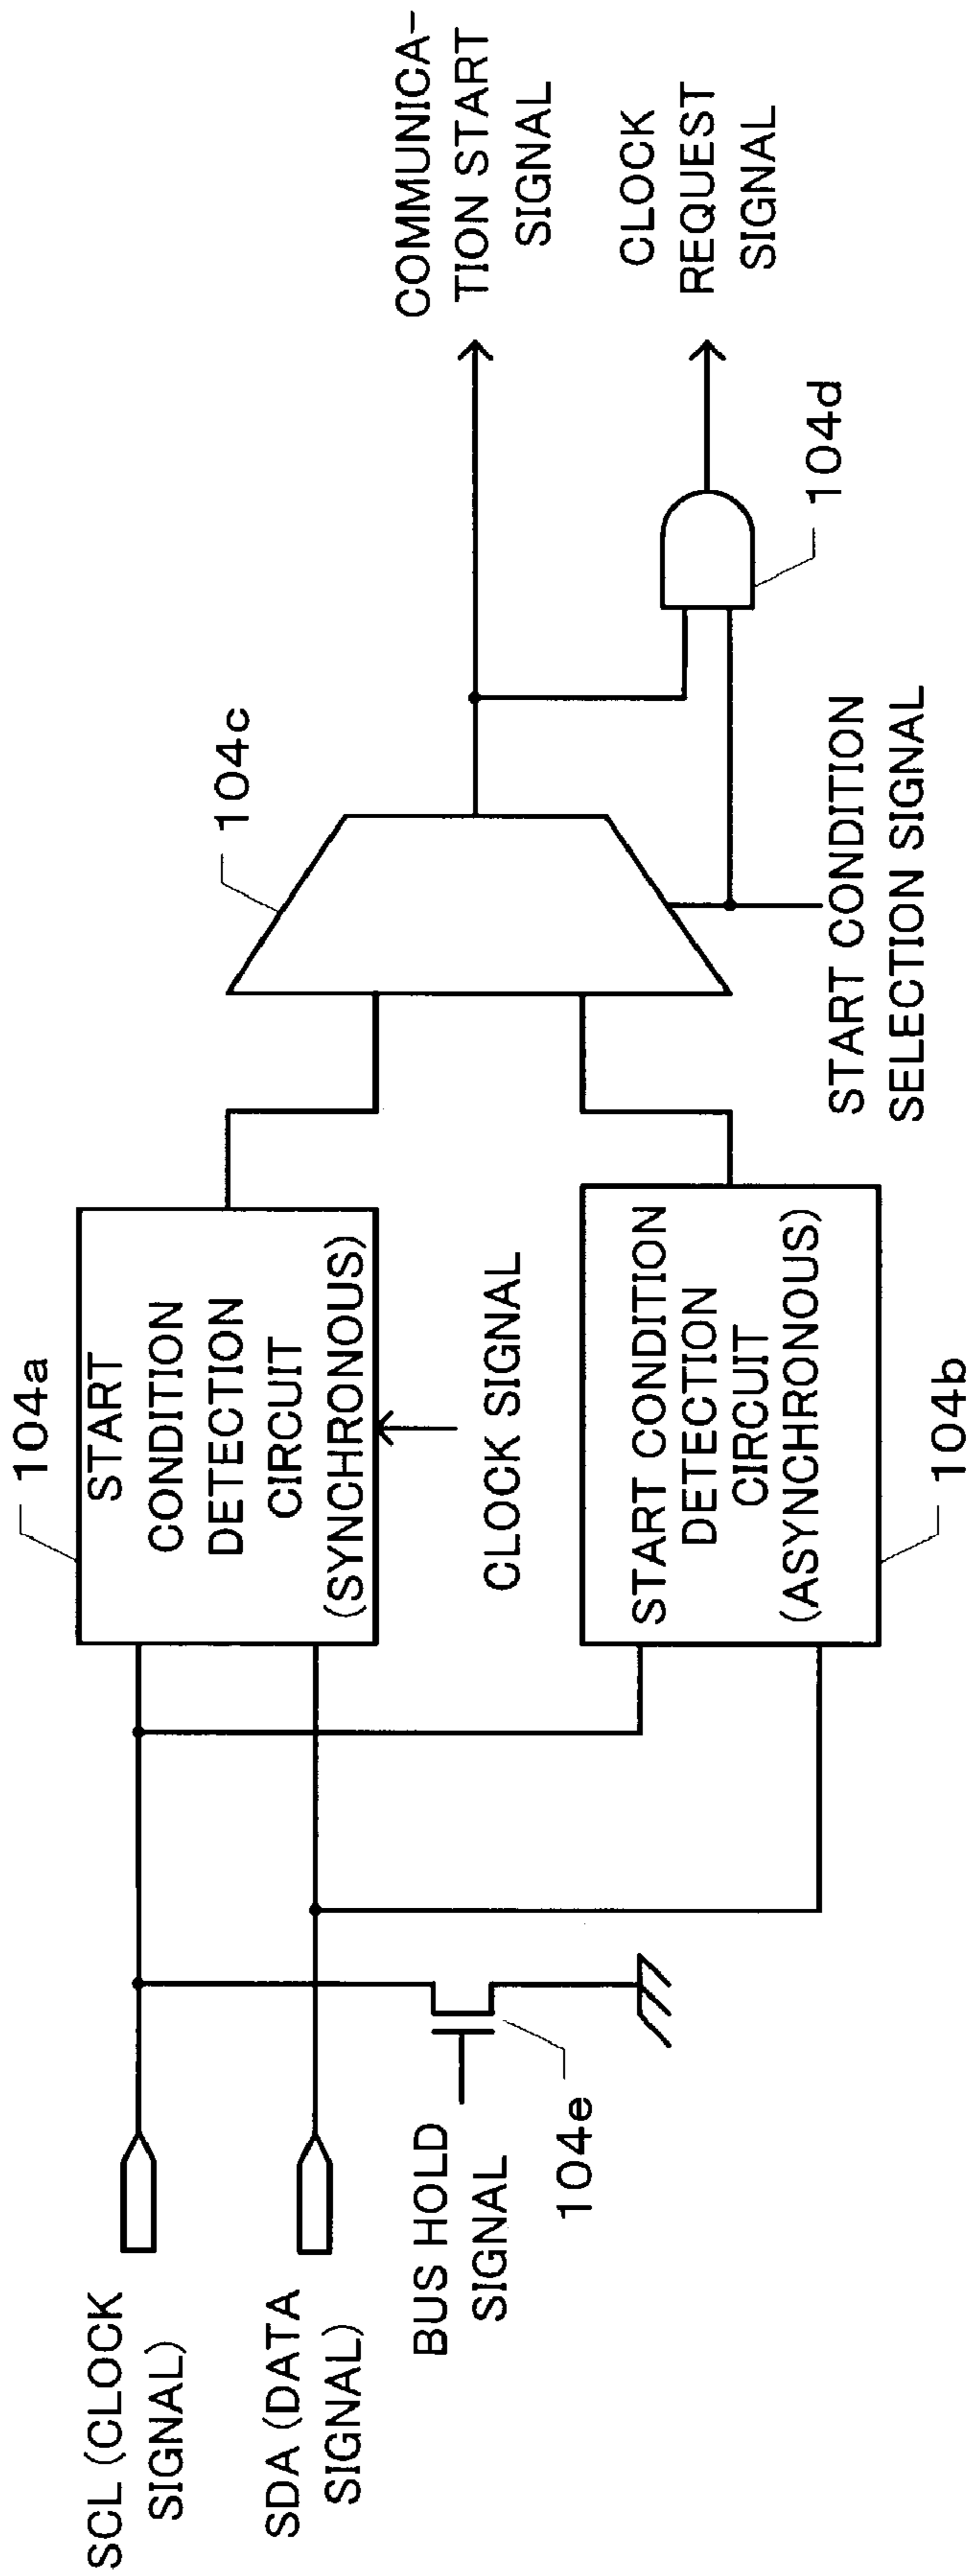 SCL (CLOCK
SIGNAL)
SDA (DATA
SIGNAL)
BUS HOLD
SIGNAL
104e
104a
START
CONDITION
DETECTION
CIRCUIT
(SYNCHRONOUS)
CLOCK SIGNAL
START CONDITION
DETECTION
CIRCUIT
(ASYNCHRONOUS)
104b
104c
START CONDITION
SELECTION SIGNAL
104d
COMMUNICA-
TION START
SIGNAL
CLOCK
REQUEST
SIGNAL